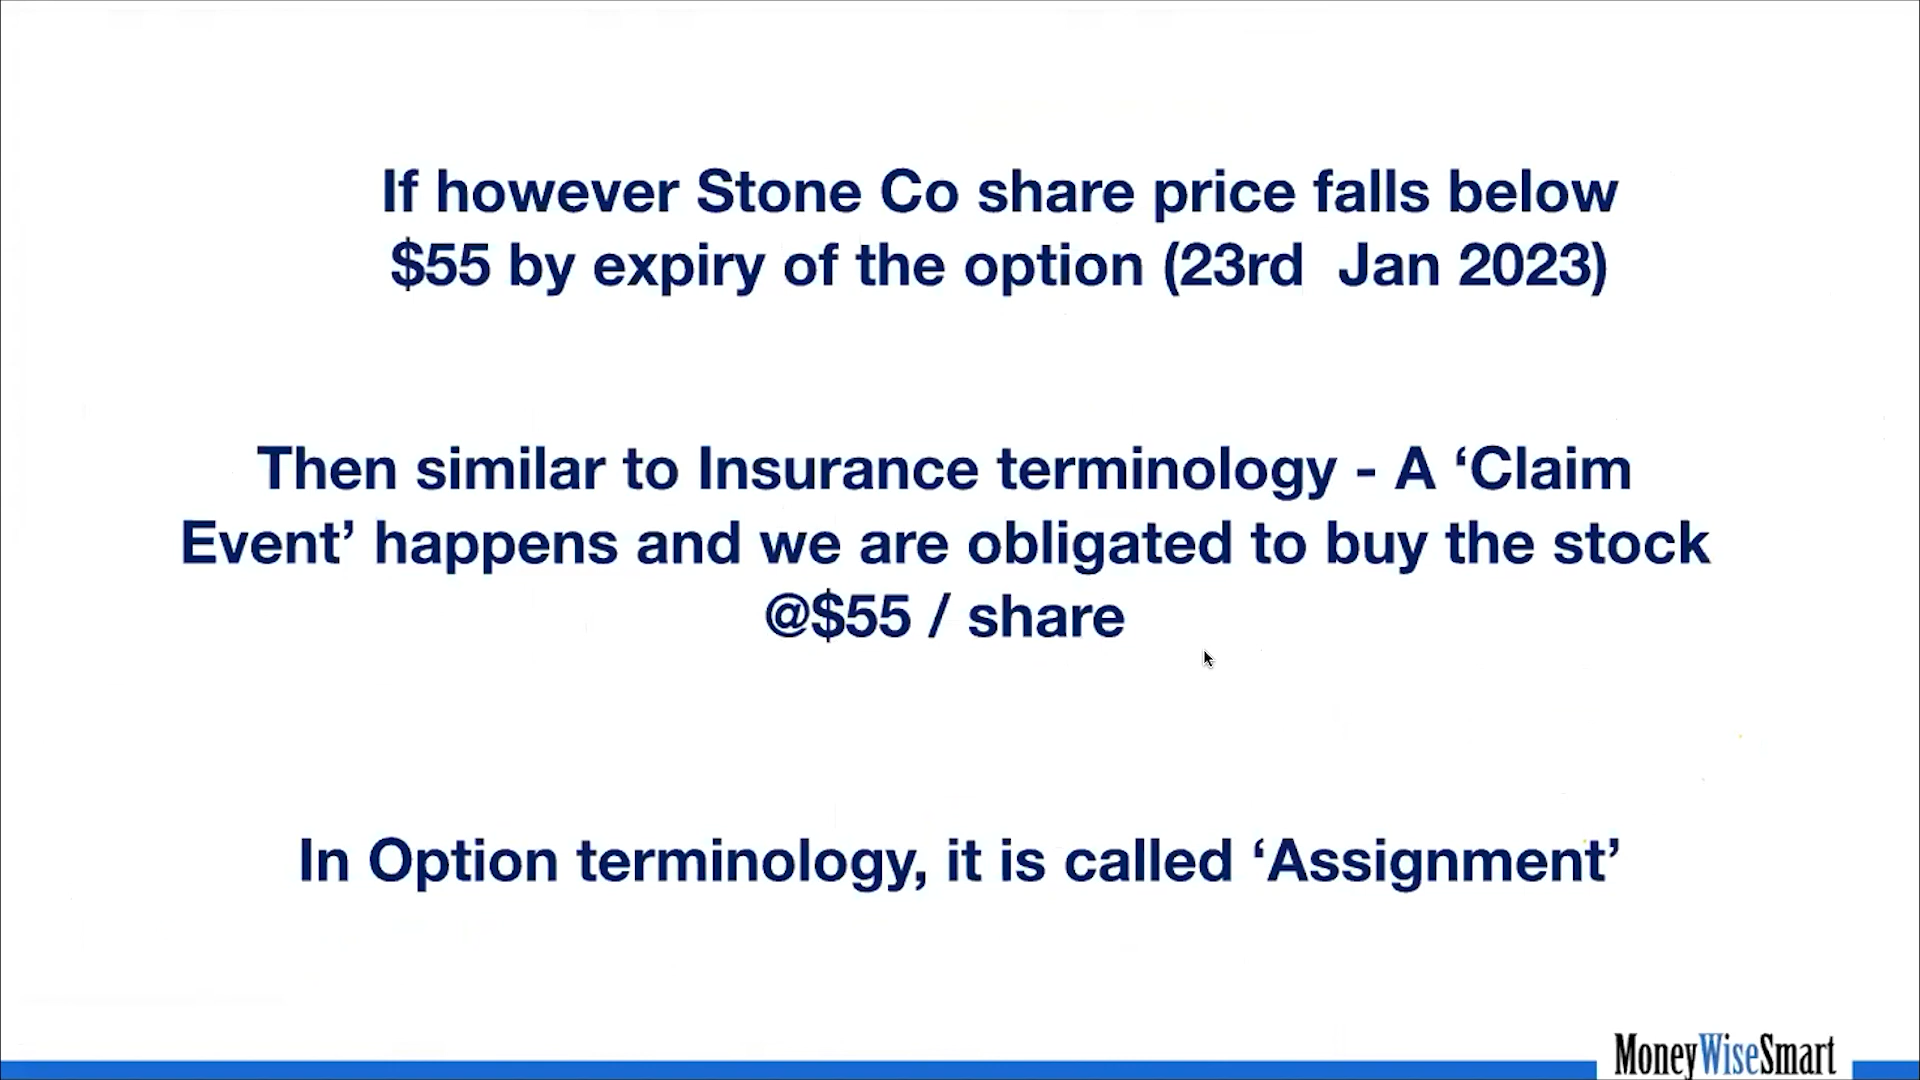 If however Stone Co share price falls below
$55 by expiry of the option (23rd  Jan 2023)
Then similar to Insurance terminology - A ‘Claim
Event’ happens and we are obligated to buy the stock
@$55 / share
In Option terminology, it is called ‘Assignment’
MoneyWiseSmart